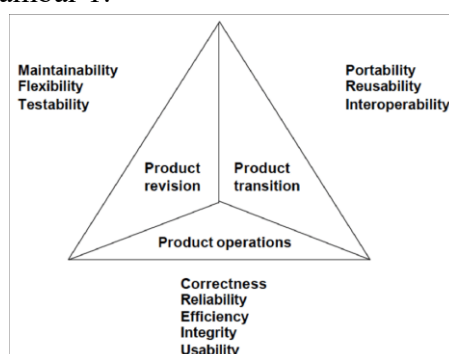 Maintainability
Flexibility
Testability
Portability
Reusability
Interoperability
Product
revision
Product
transition
Product operations
Correctness
Reliability
Efficiency
Integrity
Usability